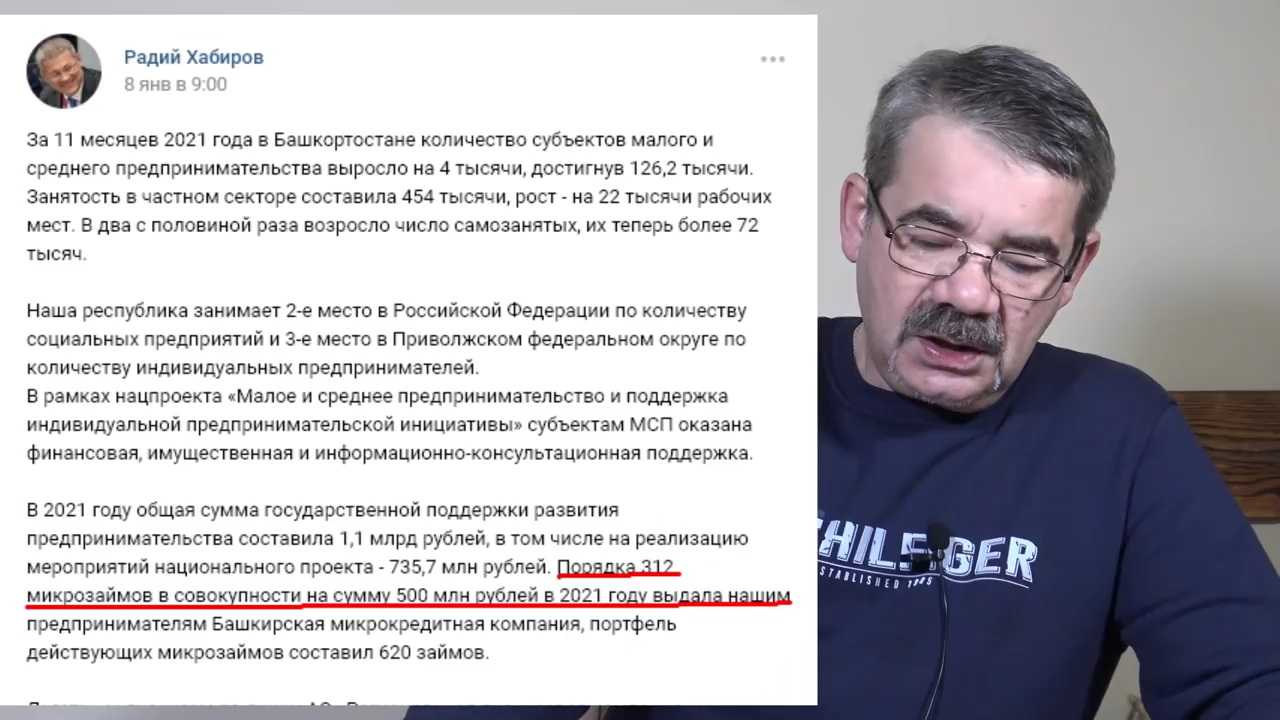 Радий Хабиров
8 янв в 9:00
За 11 месяцев 2021 года в Башкортостане количество субъектов малого и
среднего предпринимательства выросло на 4 тысячи, достигнув 126,2 тысячи.
Занятость в частном секторе составила 454 тысячи, рост - на 22 тысячи рабочих
мест. В два с половиной раза возросло число самозанятых, их теперь более 72
тысяч.
Наша республика занимает 2-е место в Российской Федерации по количеству
социальных предприятий и 3-е место в Приволжском федеральном округе по
количеству индивидуальных предпринимателей.
В рамках нацпроекта «Малое и среднее предпринимательство и поддержка
индивидуальной предпринимательской инициативы» субъектам МСП оказана
финансовая, имущественная и информационно-консультационная поддержка.
В 2021 году общая сумма государственной поддержки развития
предпринимательства составила 1,1 млрд рублей, в том числе на реализацию
мероприятий национального проекта - 735,7 млн рублей. Порядка 312
микрозаймов в совокупности на сумму 500 млн рублей в 2021 году выдала нашим
предпринимателям Башкирская микрокредитная компания, портфель
действующих микрозаймов составил 620 займов.